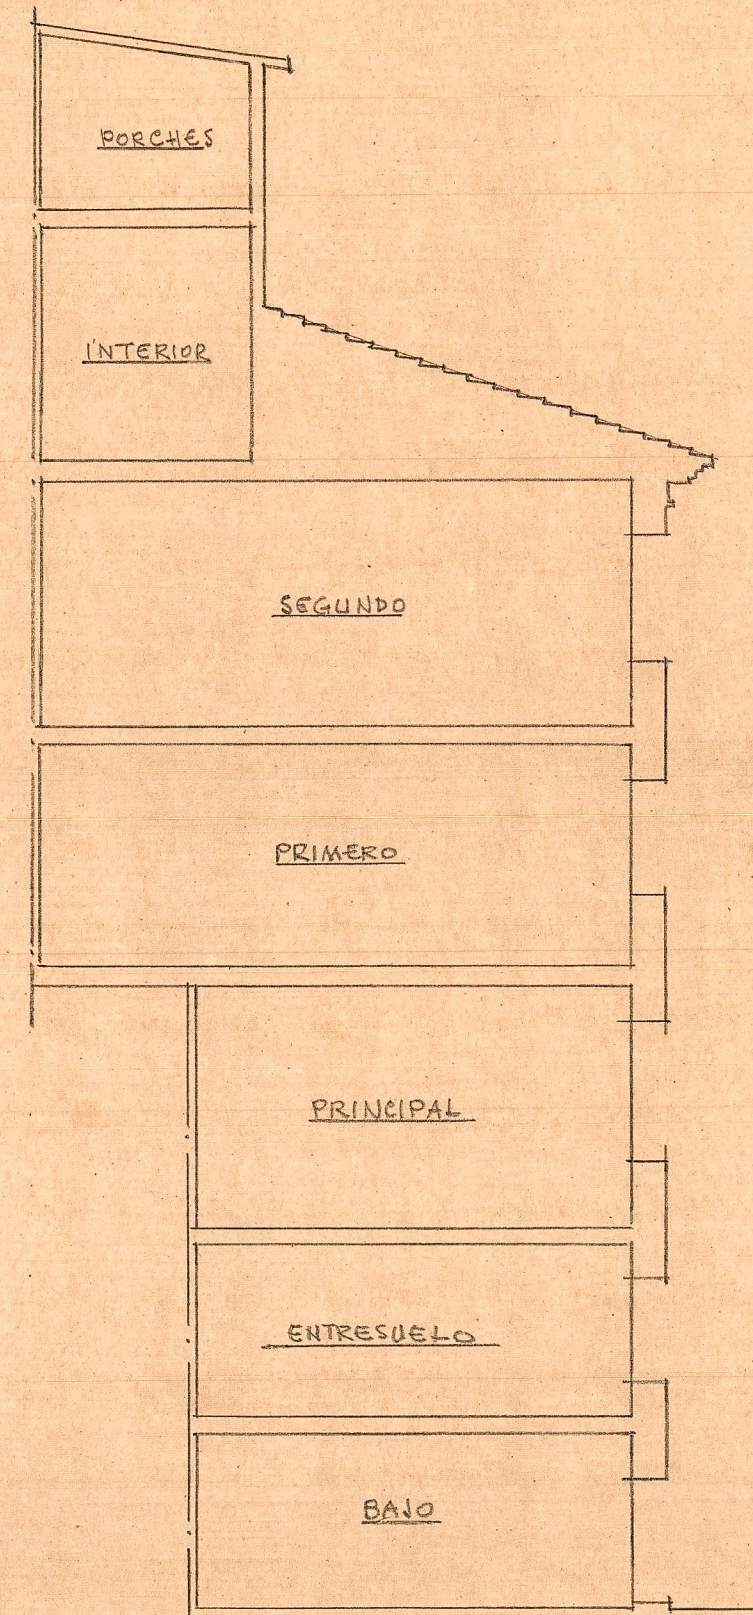 PORCHES
INTERIOR
SEGUNDO
PRIMERO
PRINCIPAL
ENTRESUELO
BAJO